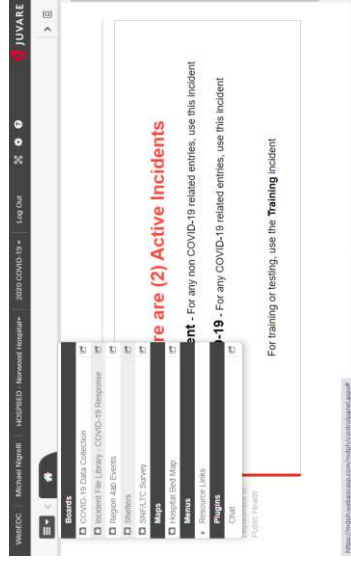 WebEOC
Michael Nigrelli
HOSPBED - Norwood Hospital
2020 COVID-19
Log Out
JUVARE
Boards
COVID-19 Data Collection
Incident File Library - COVID-19 Response
Region 4ab Events
Shelters
SNF/LTC Survey
Maps
Hospital Bed Map
Menus
Resource Links
Plugins
Chat
Department of
Public Health
re are (2) Active Incidents
ent - For any non COVID-19 related entries, use this incident
D-19 - For any COVID-19 related entries, use this incident
For training or testing, use the Training incident